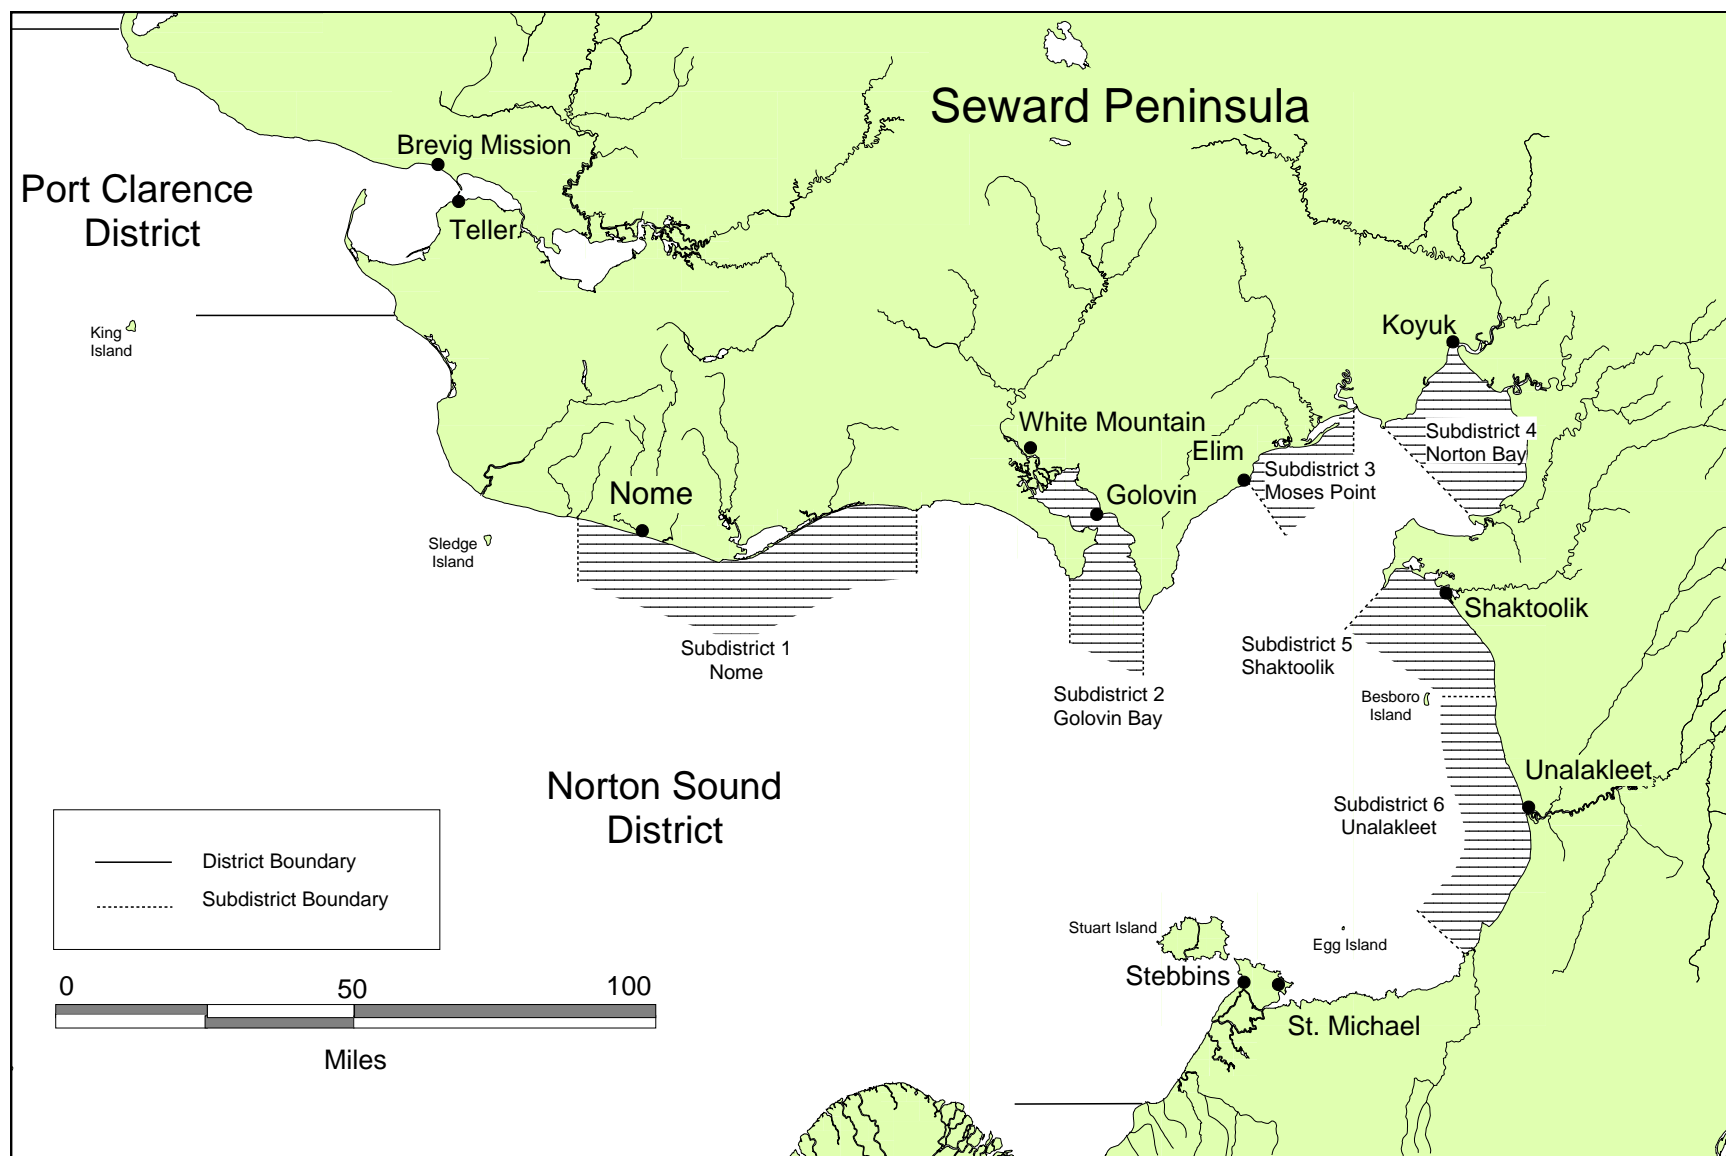 Seward Peninsula
Brevig Mission
Port Clarence
District
Teller
King
Island
Koyuk
White Mountain
Elim
Subdistrict 4
Norton Bay
Subdistrict 3
Moses Point
Nome
Golovin
Sledge
Island
Shaktoolik
Subdistrict 1
Nome
Subdistrict 5
Shaktoolik
Subdistrict 2
Golovin Bay
Besboro
Island
Norton Sound
District
Unalakleet
Subdistrict 6
Unalakleet
District Boundary
Subdistrict Boundary
Stuart Island
Egg Island
Stebbins
St. Michael
0 50 100
Miles